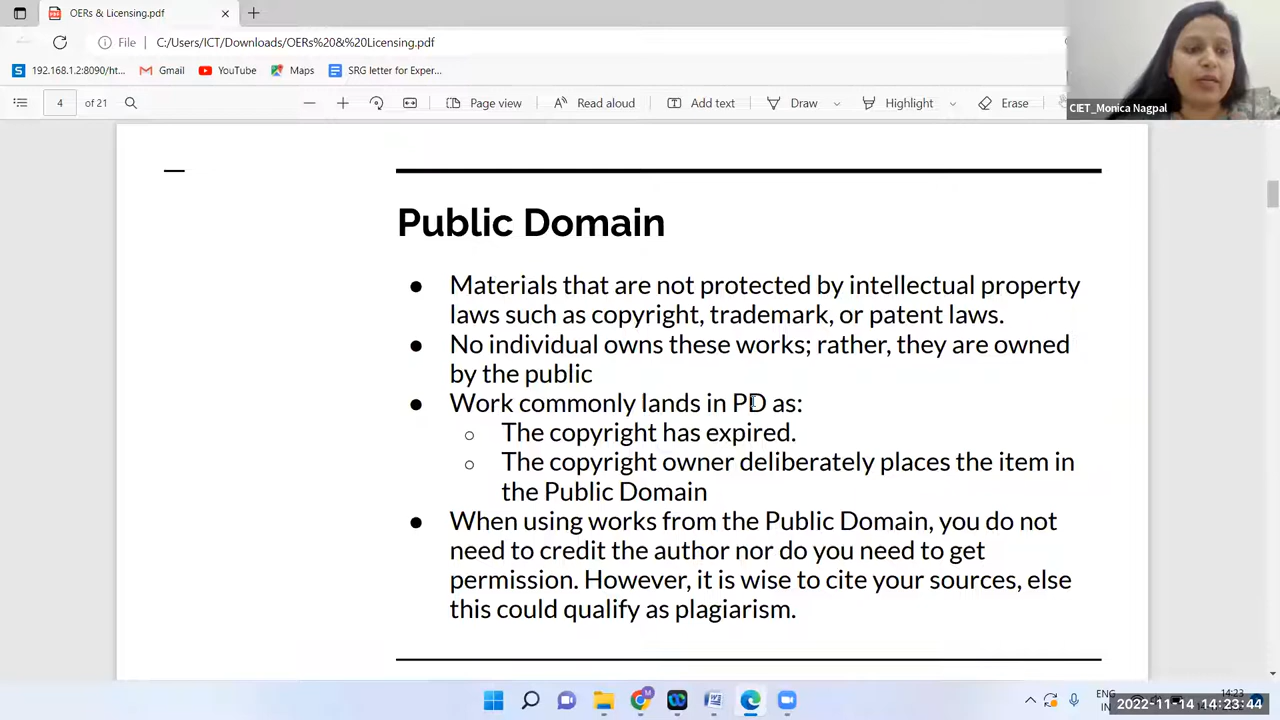 OERs & Licensing.pdf
File C:/Users/ICT/Downloads/OERs%20&%20Licensing.pdf
192.168.1.2:8090/ht... Gmail YouTube Maps SRG letter for Exper...
4 of 21 Page view Read aloud Add text Draw Highlight Erase
CIET_Monica Nagpal
Public Domain
● Materials that are not protected by intellectual property
laws such as copyright, trademark, or patent laws.
● No individual owns these works; rather, they are owned
by the public
● Work commonly lands in PD as:
○ The copyright has expired.
○ The copyright owner deliberately places the item in
the Public Domain
● When using works from the Public Domain, you do not
need to credit the author nor do you need to get
permission. However, it is wise to cite your sources, else
this could qualify as plagiarism.
ENG 14:23
IN
2022-11-14 14:23:44